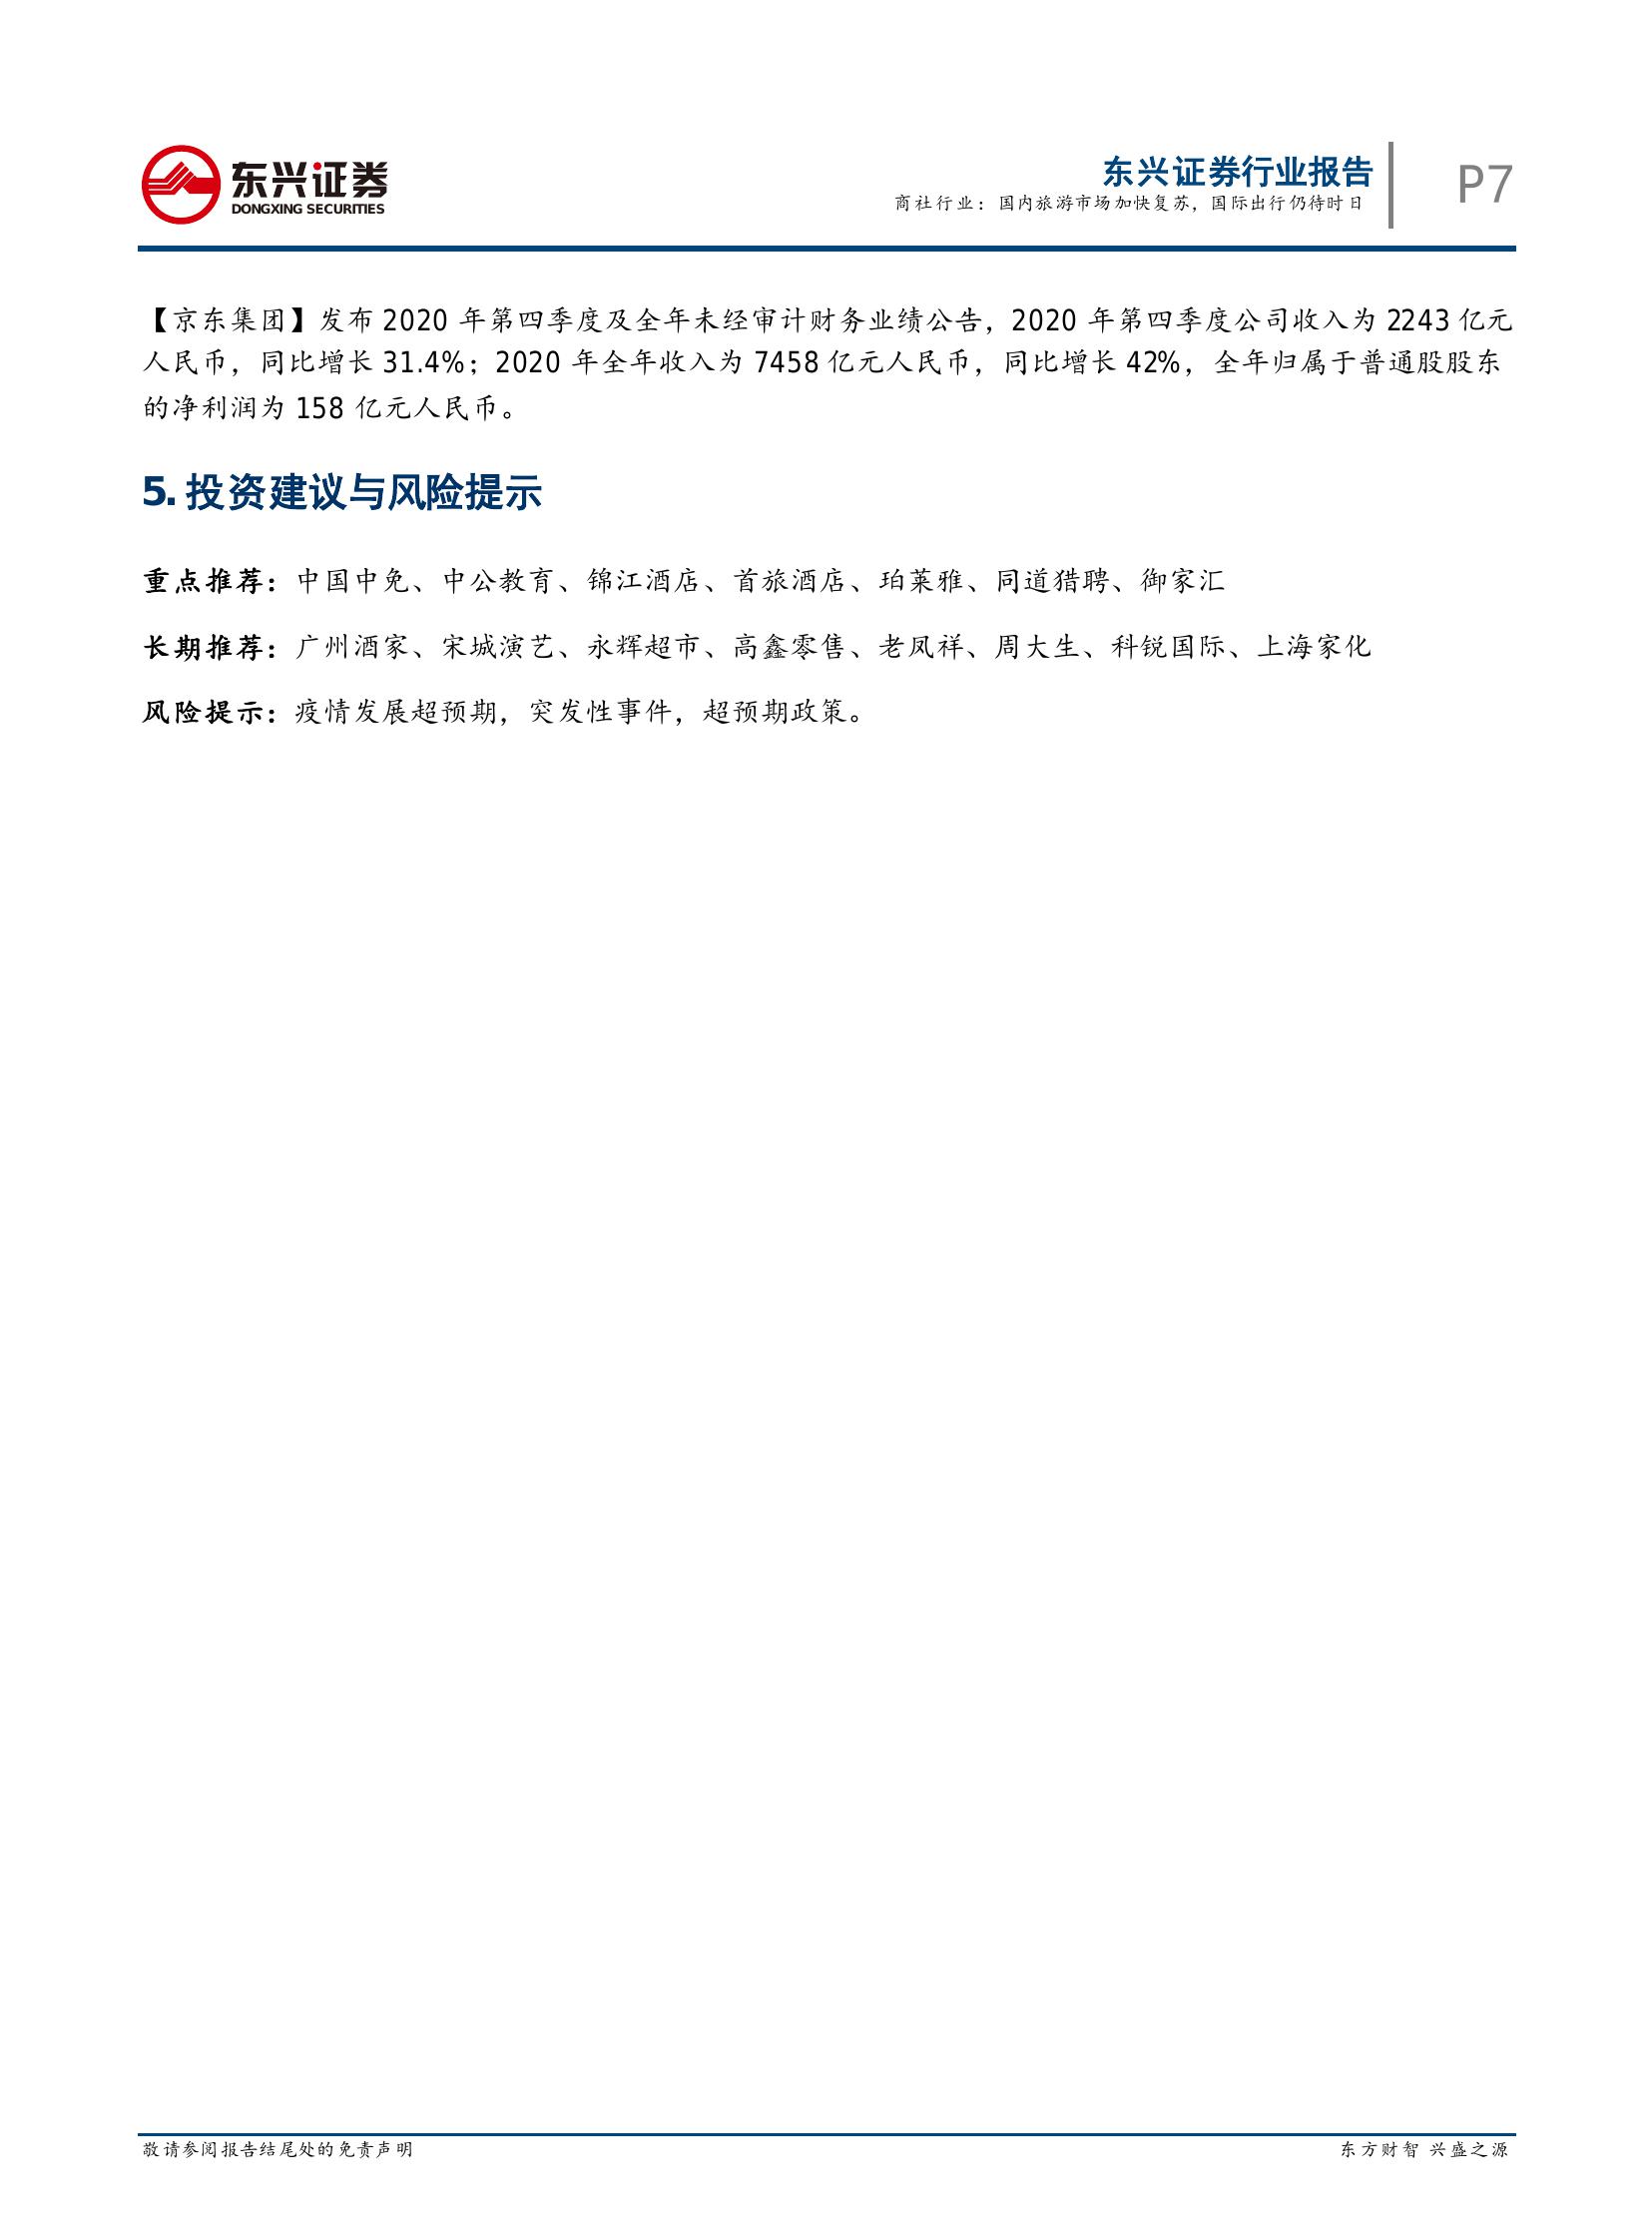 东兴证券
DONGXING SECURITIES
东兴证券行业报告
商社行业：国内旅游市场加快复苏，国际出行仍待时日
P7
【京东集团】发布 2020 年第四季度及全年未经审计财务业绩公告，2020 年第四季度公司收入为 2243 亿元
人民币，同比增长 31.4%；2020 年全年收入为 7458 亿元人民币，同比增长 42%，全年归属于普通股股东
的净利润为 158 亿元人民币。
5. 投资建议与风险提示
重点推荐：中国中免、中公教育、锦江酒店、首旅酒店、珀莱雅、同道猎聘、御家汇
长期推荐：广州酒家、宋城演艺、永辉超市、高鑫零售、老凤祥、周大生、科锐国际、上海家化
风险提示：疫情发展超预期，突发性事件，超预期政策。
敬请参阅报告结尾处的免责声明
东方财智 兴盛之源